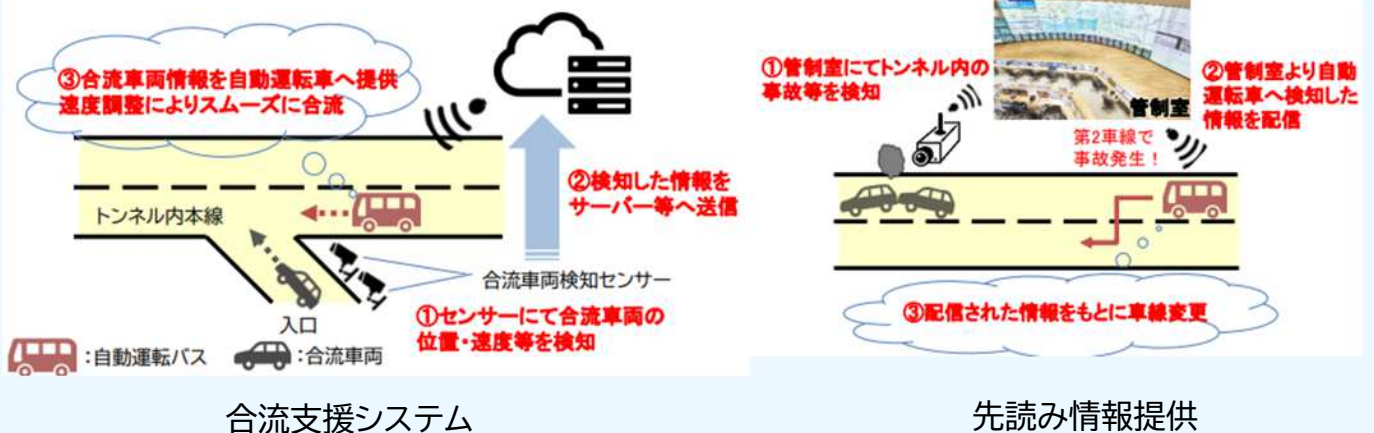 ③合流車両情報を自動運転車へ提供
速度調整によりスムーズに合流
②検知した情報を
サーバー等へ送信
トンネル内本線
合流車両検知センサー
入口
①センサーにて合流車両の
位置・速度等を検知
:自動運転バス
:合流車両
合流支援システム
①管制室にてトンネル内の
事故等を検知
管制室
②管制室より自動
運転車へ検知した
情報を配信
第2車線で
事故発生！
③配信された情報をもとに車線変更
先読み情報提供